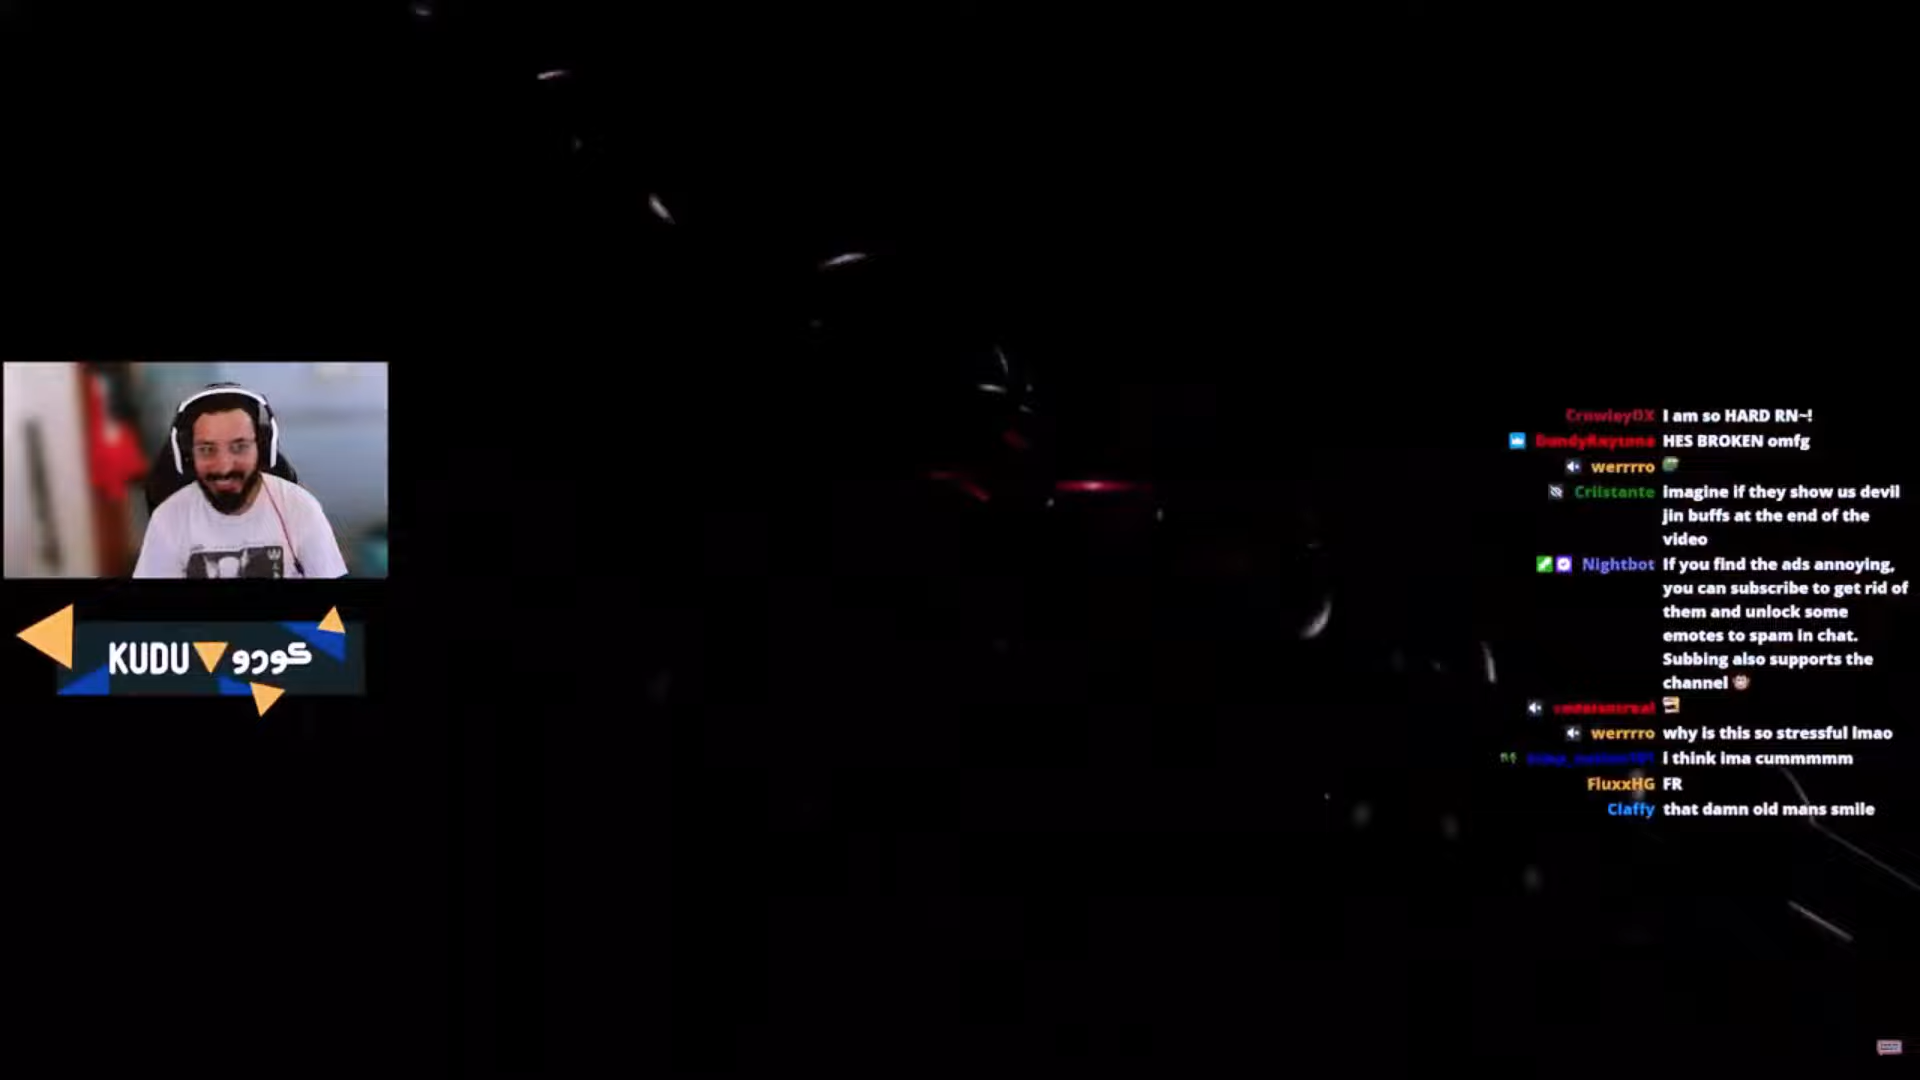 KUDU كودو
CrowleyDX I am so HARD RN~!
HES BROKEN omfg
werrrro
Criistante imagine if they show us devil
jin buffs at the end of the
video
Nightbot If you find the ads annoying,
you can subscribe to get rid of
them and unlock some
emotes to spam in chat.
Subbing also supports the
channel
werrrro why is this so stressful lmao
i think ima cummmmm
FluxxHG FR
Claffy that damn old mans smile